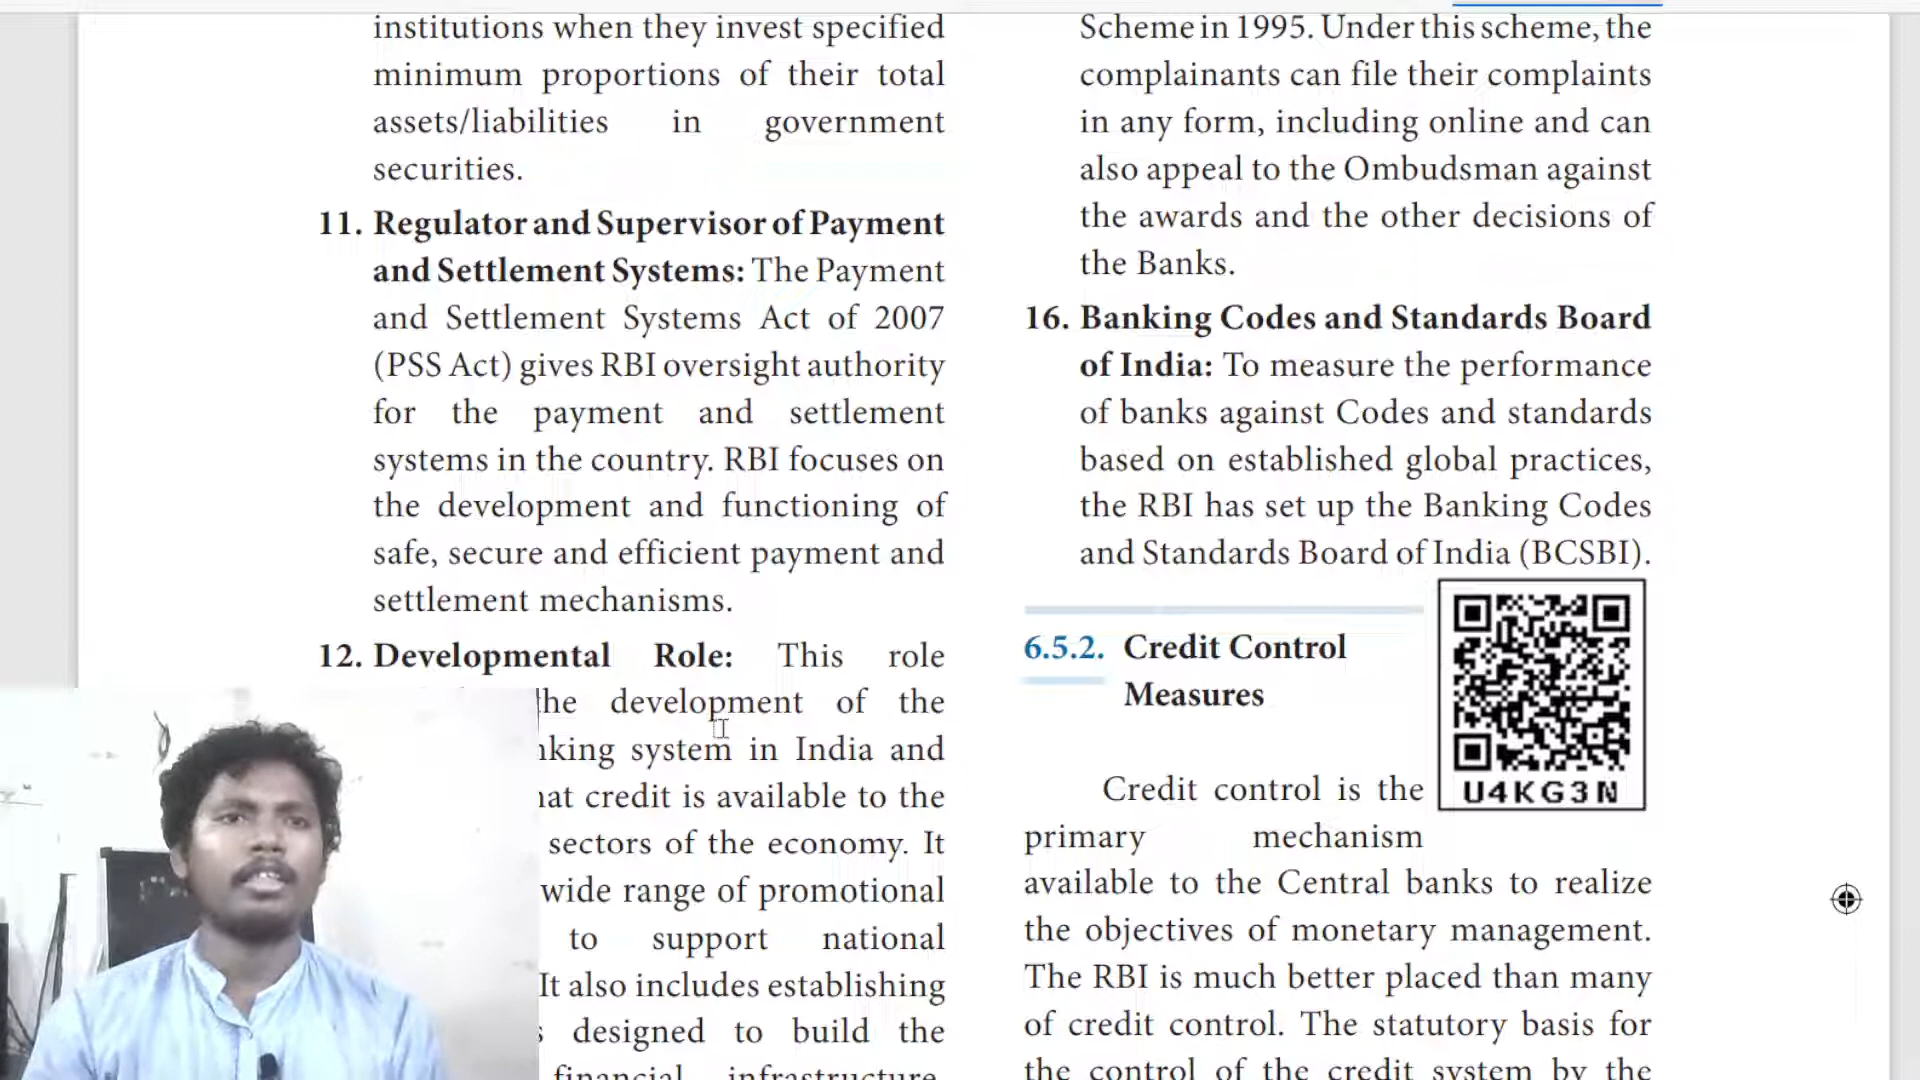 institutions when they invest specified
minimum proportions of their total
assets/liabilities in government
securities.
11. Regulator and Supervisor of Payment
and Settlement Systems: The Payment
and Settlement Systems Act of 2007
(PSS Act) gives RBI oversight authority
for the payment and settlement
systems in the country. RBI focuses on
the development and functioning of
safe, secure and efficient payment and
settlement mechanisms.
12. Developmental Role: This role
the development of the
system in India and
credit is available to the
sectors of the economy. It
wide range of promotional
to support national
It also includes establishing
designed to build the
financial infrastructure.
Scheme in 1995. Under this scheme, the
complainants can file their complaints
in any form, including online and can
also appeal to the Ombudsman against
the awards and the other decisions of
the Banks.
16. Banking Codes and Standards Board
of India: To measure the performance
of banks against Codes and standards
based on established global practices,
the RBI has set up the Banking Codes
and Standards Board of India (BCSBI).
6.5.2. Credit Control
Measures
U4KG3N
Credit control is the
primary mechanism
available to the Central banks to realize
the objectives of monetary management.
The RBI is much better placed than many
of credit control. The statutory basis for
the control of the credit system by the